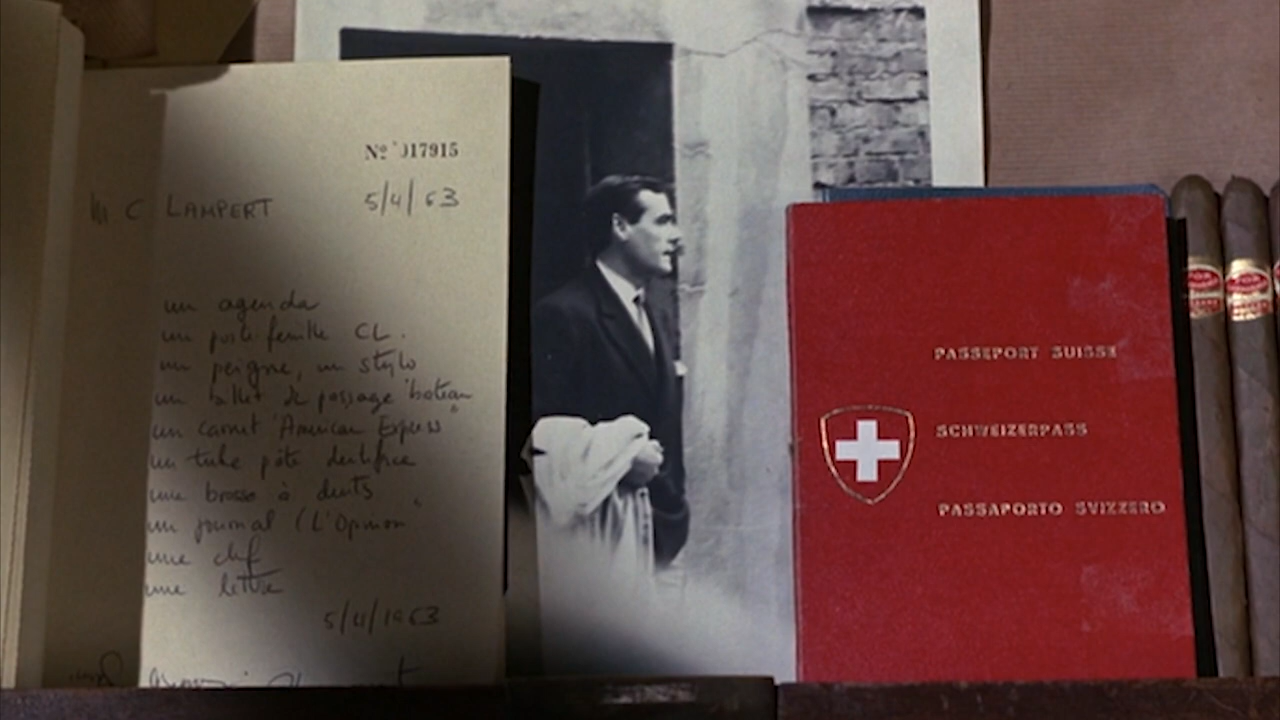 Nº 017915
M C LAMPERT
5/4/63
un agenda
un porte-feuille CL.
un peigne, un stylo
un billet de passage "bateau"
un carnet "American Express"
un tube pâte dentifrice
une brosse à dents
un journal (L'Opinion"
une clef
une lettre
5/4/1963
PASSEPORT SUISSE
SCHWEIZERPASS
PASSAPORTO SVIZZERO